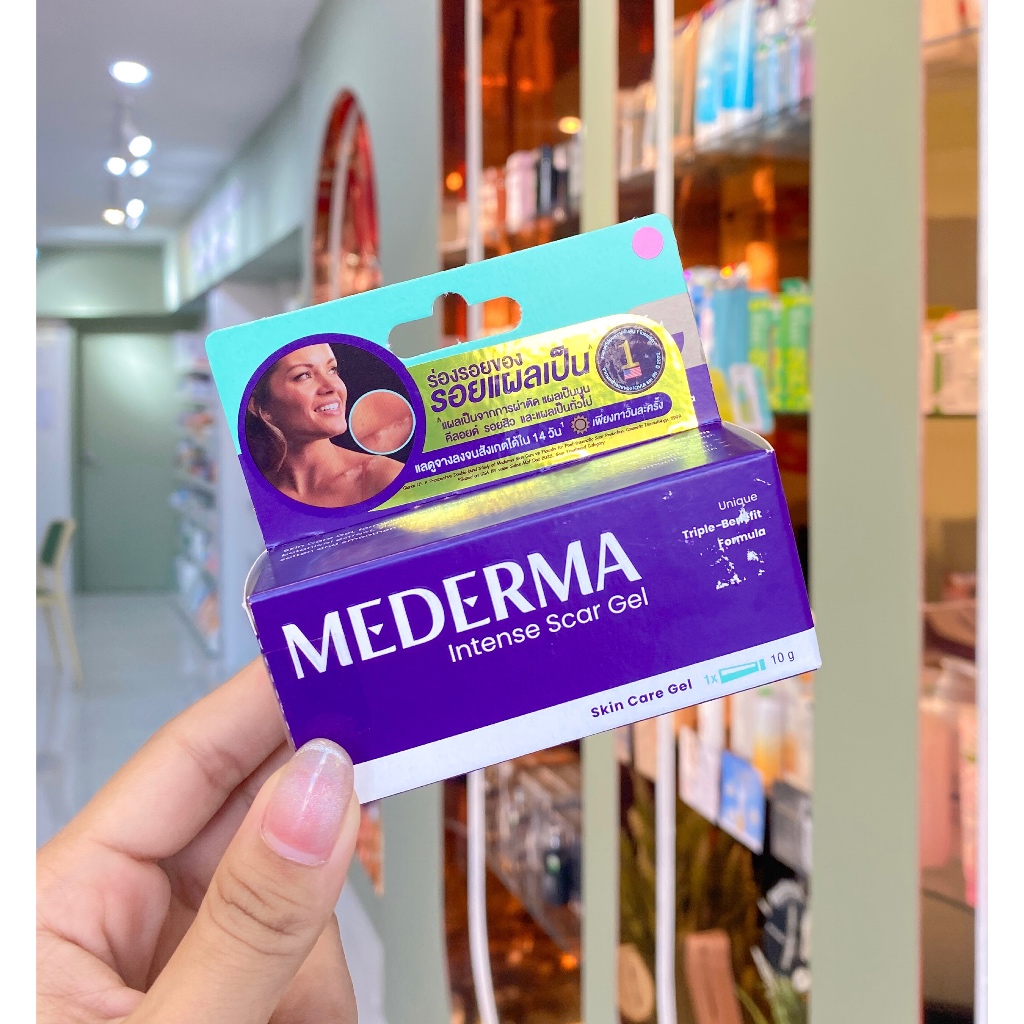 ร่องรอยของ
รอยแผลเป็น^
^แผลเป็นจากการผ่าตัด แผลเป็นนูน
คีลอยด์ รอยสิว และแผลเป็นทั่วไป
แลดูจางลงจนสังเกตได้ใน 14 วัน¹
เพียงทาวันละครั้ง
1
Unique
Triple-Benefit
Formula
MEDERMA
Intense Scar Gel
Skin Care Gel 1x 10 g